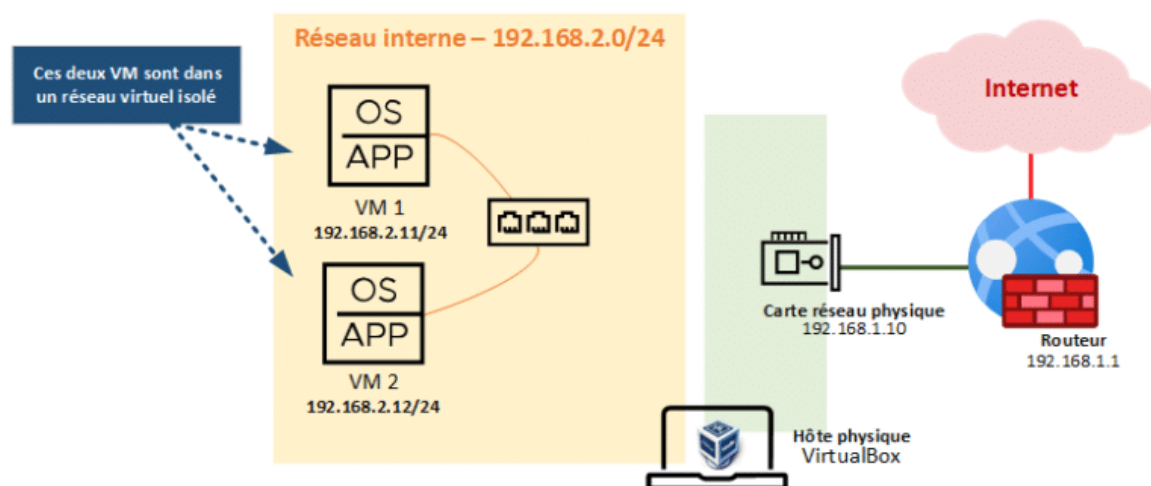 Réseau interne – 192.168.2.0/24
Ces deux VM sont dans
un réseau virtuel isolé
OS
APP
VM 1
192.168.2.11/24
OS
APP
VM 2
192.168.2.12/24
Internet
Carte réseau physique
192.168.1.10
Routeur
192.168.1.1
Hôte physique
VirtualBox